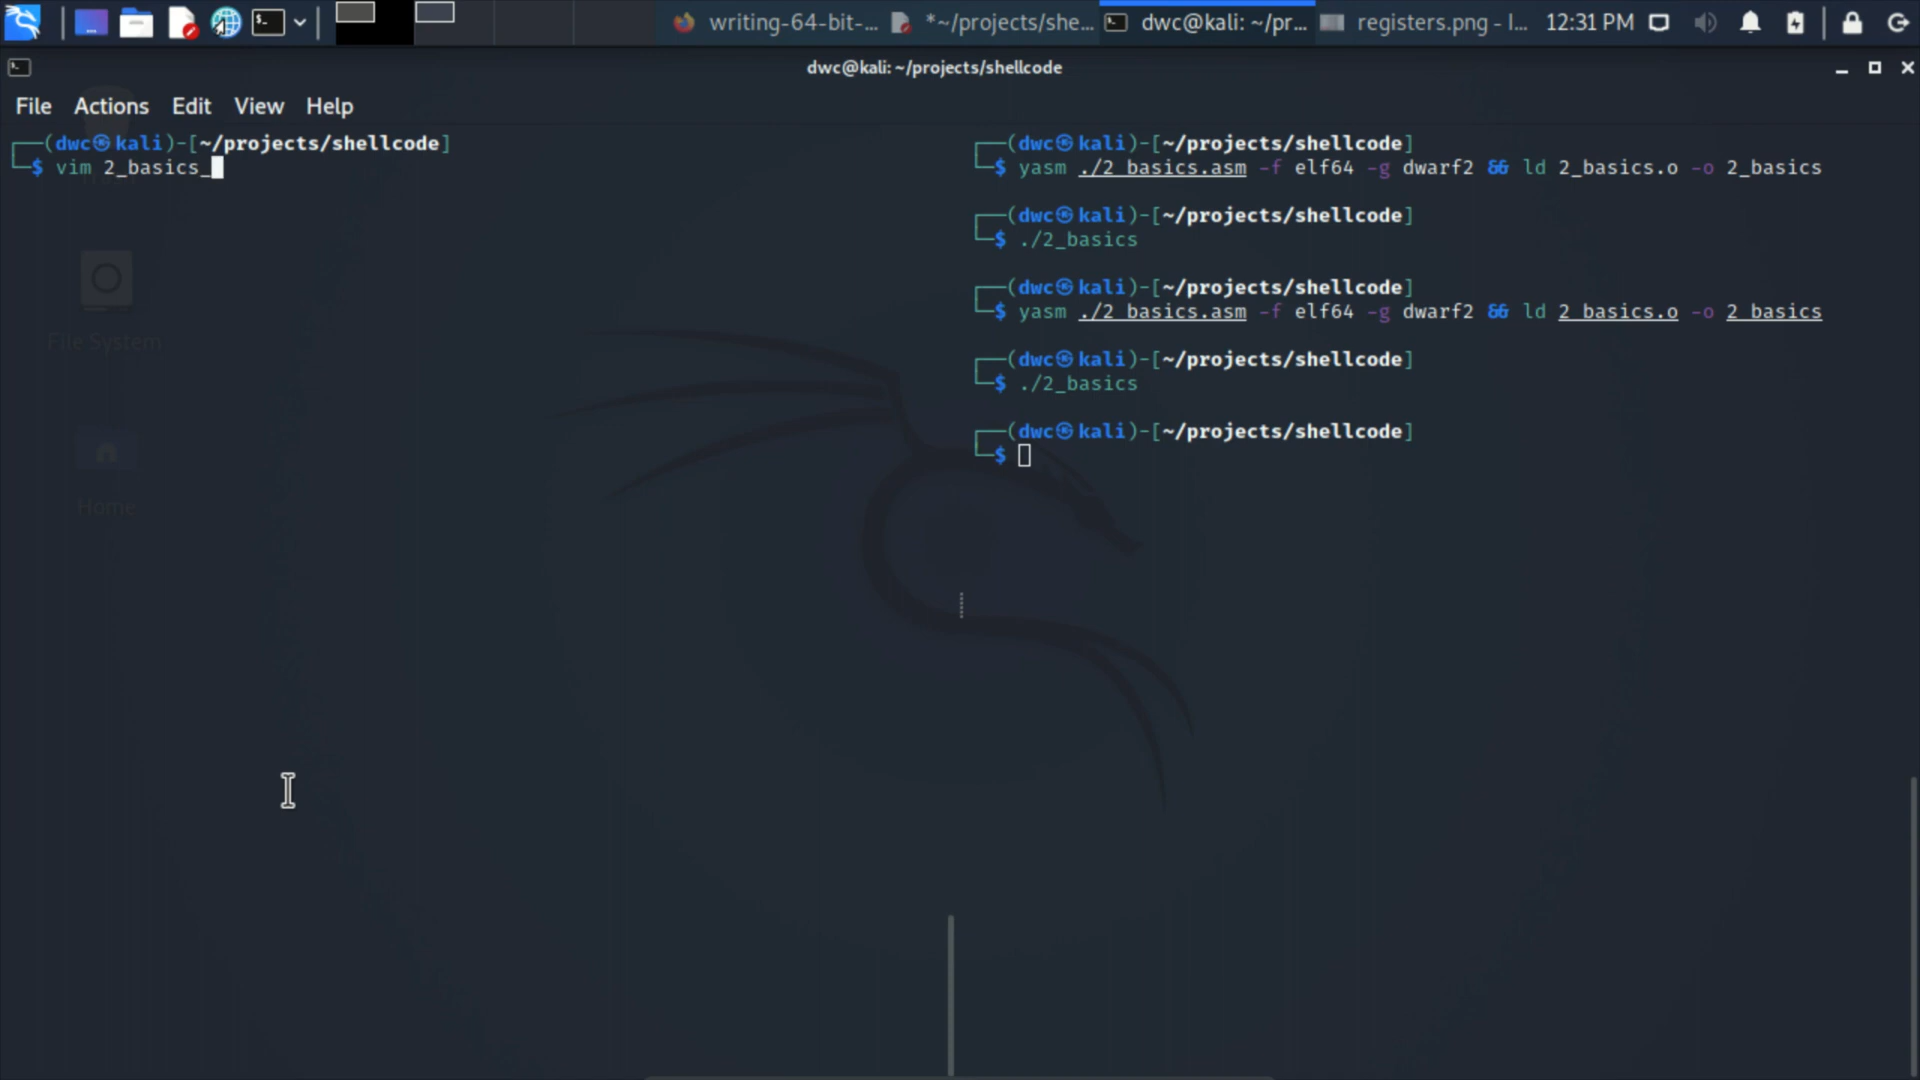 writing-64-bit-... *~/projects/she... dwc@kali: ~/pr... registers.png - I... 12:31 PM
dwc@kali: ~/projects/shellcode
File Actions Edit View Help
(dwc㉿kali)-[~/projects/shellcode]
$ vim 2_basics_
File System
Home
(dwc㉿kali)-[~/projects/shellcode]
$ yasm ./2_basics.asm -f elf64 -g dwarf2 && ld 2_basics.o -o 2_basics
(dwc㉿kali)-[~/projects/shellcode]
$ ./2_basics
(dwc㉿kali)-[~/projects/shellcode]
$ yasm ./2_basics.asm -f elf64 -g dwarf2 && ld 2_basics.o -o 2_basics
(dwc㉿kali)-[~/projects/shellcode]
$ ./2_basics
(dwc㉿kali)-[~/projects/shellcode]
$